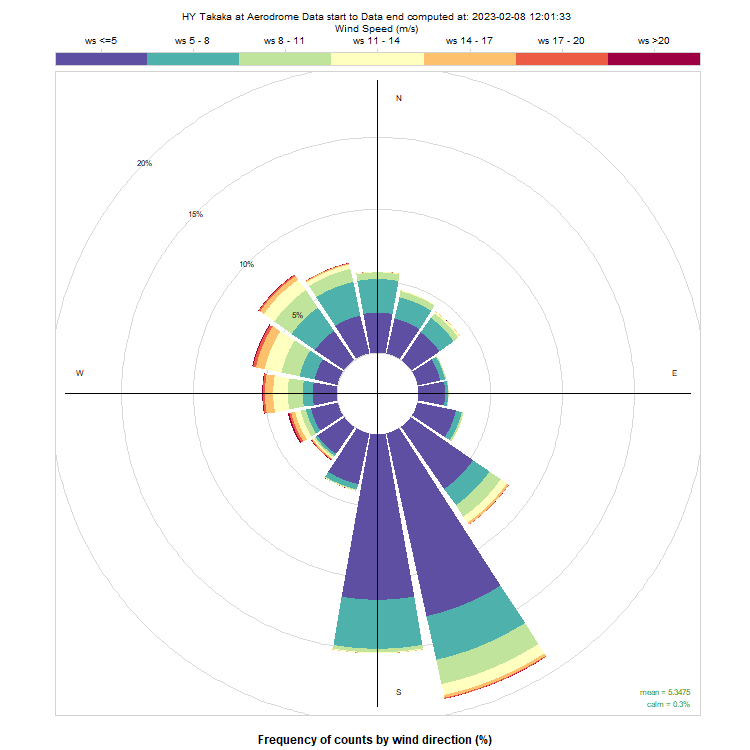 HY Takaka at Aerodrome Data start to Data end computed at: 2023-02-08 12:01:33
Wind Speed (m/s)
ws <=5 ws 5 - 8 ws 8 - 11 ws 11 - 14 ws 14 - 17 ws 17 - 20 ws >20
N
20%
15%
10%
5%
W E
S
mean = 5.3475
calm = 0.3%
Frequency of counts by wind direction (%)